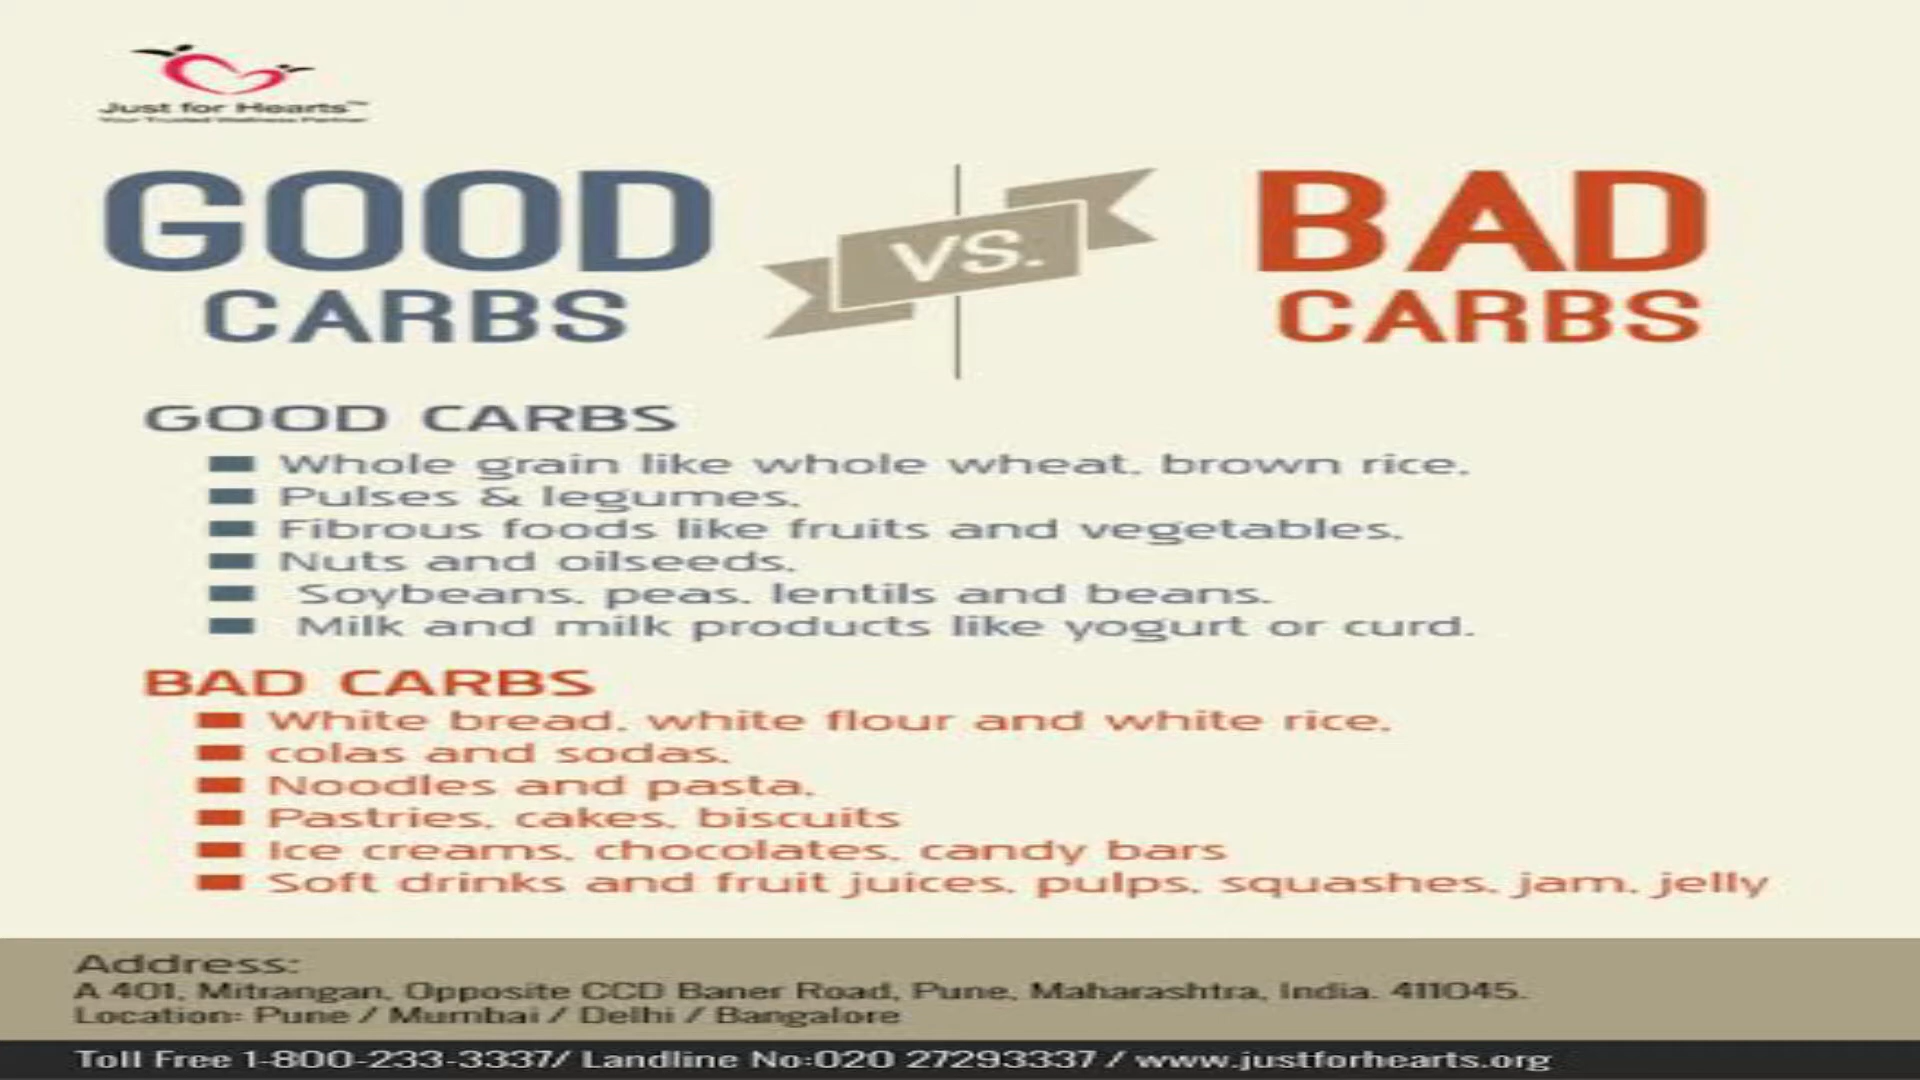 Just for Hearts™
Your Trusted Wellness Partner
GOOD
CARBS
VS.
BAD
CARBS
GOOD CARBS
Whole grain like whole wheat, brown rice.
Pulses & legumes.
Fibrous foods like fruits and vegetables.
Nuts and oilseeds.
Soybeans, peas, lentils and beans.
Milk and milk products like yogurt or curd.
BAD CARBS
White bread, white flour and white rice.
colas and sodas.
Noodles and pasta.
Pastries, cakes, biscuits
Ice creams, chocolates, candy bars
Soft drinks and fruit juices, pulps, squashes, jam, jelly
Address:
A 401, Mitrangan, Opposite CCD Baner Road, Pune, Maharashtra, India. 411045.
Location: Pune / Mumbai / Delhi / Bangalore
Toll Free 1-800-233-3337/ Landline No:020 27293337 / www.justforhearts.org